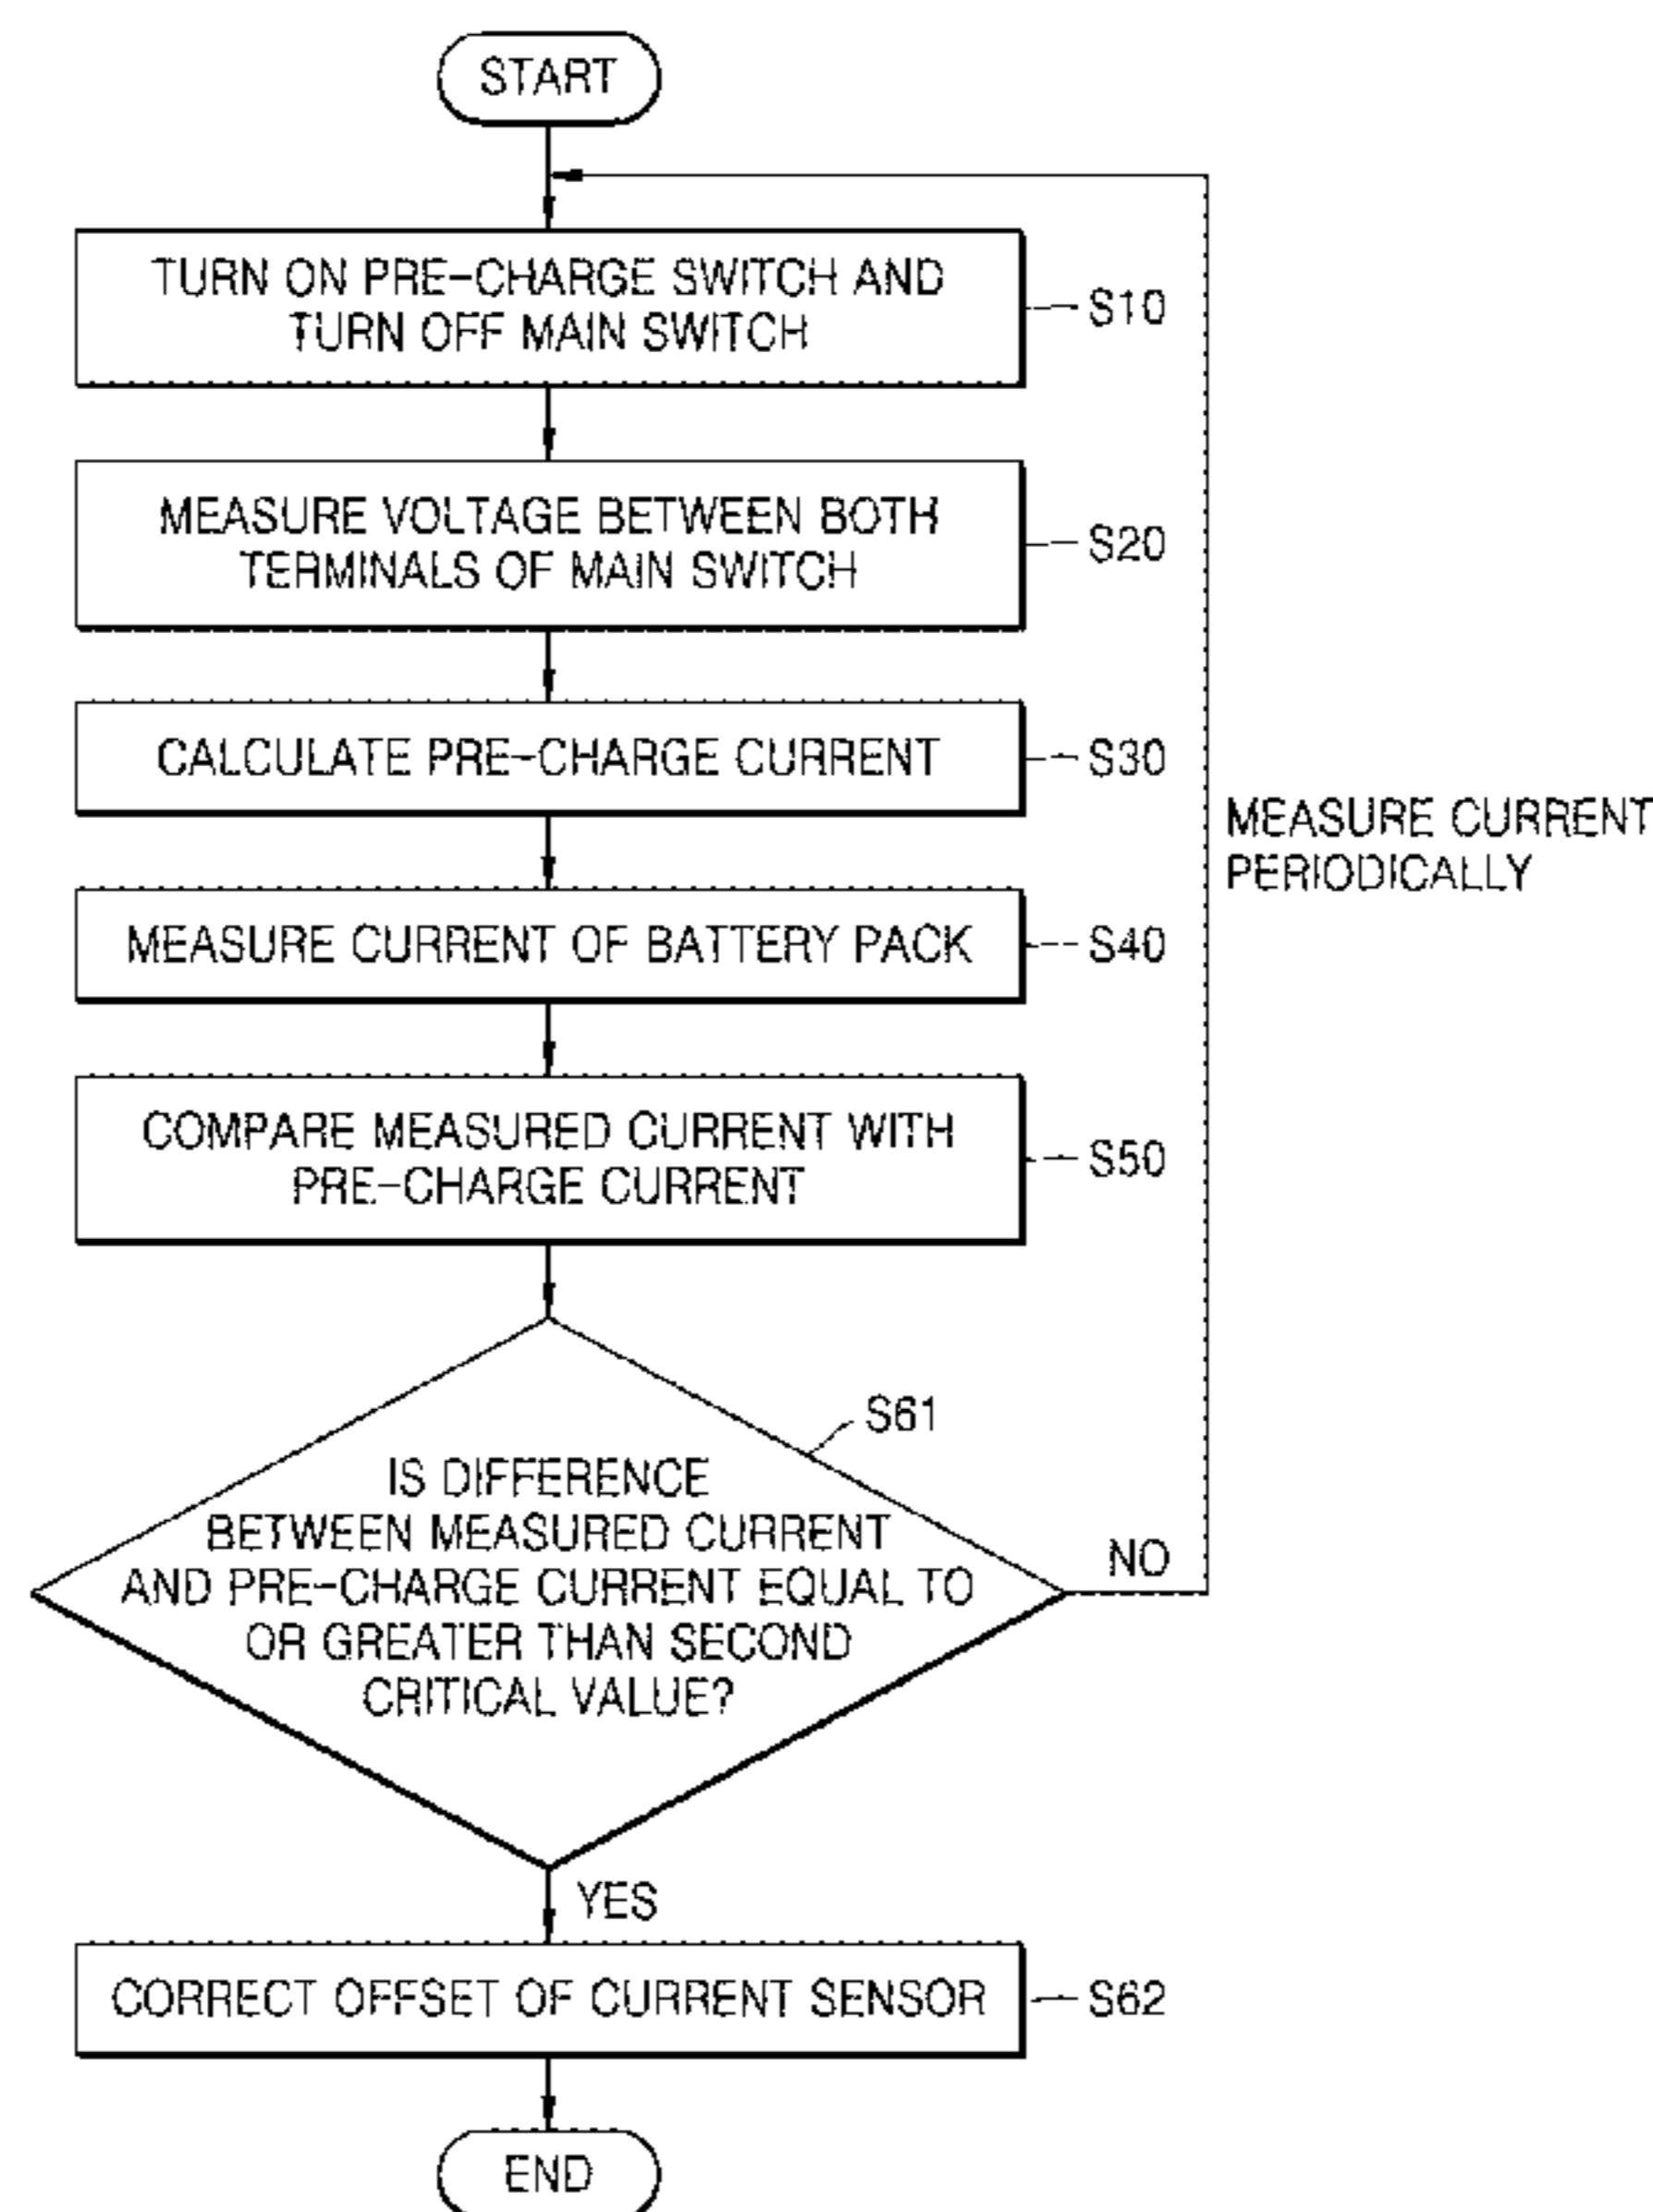 START
TURN ON PRE-CHARGE SWITCH AND
TURN OFF MAIN SWITCH
S10
MEASURE VOLTAGE BETWEEN BOTH
TERMINALS OF MAIN SWITCH
S20
CALCULATE PRE-CHARGE CURRENT
S30
MEASURE CURRENT
PERIODICALLY
MEASURE CURRENT OF BATTERY PACK
S40
COMPARE MEASURED CURRENT WITH
PRE-CHARGE CURRENT
S50
S61
IS DIFFERENCE
BETWEEN MEASURED CURRENT
AND PRE-CHARGE CURRENT EQUAL TO
OR GREATER THAN SECOND
CRITICAL VALUE?
NO
YES
CORRECT OFFSET OF CURRENT SENSOR
S62
END